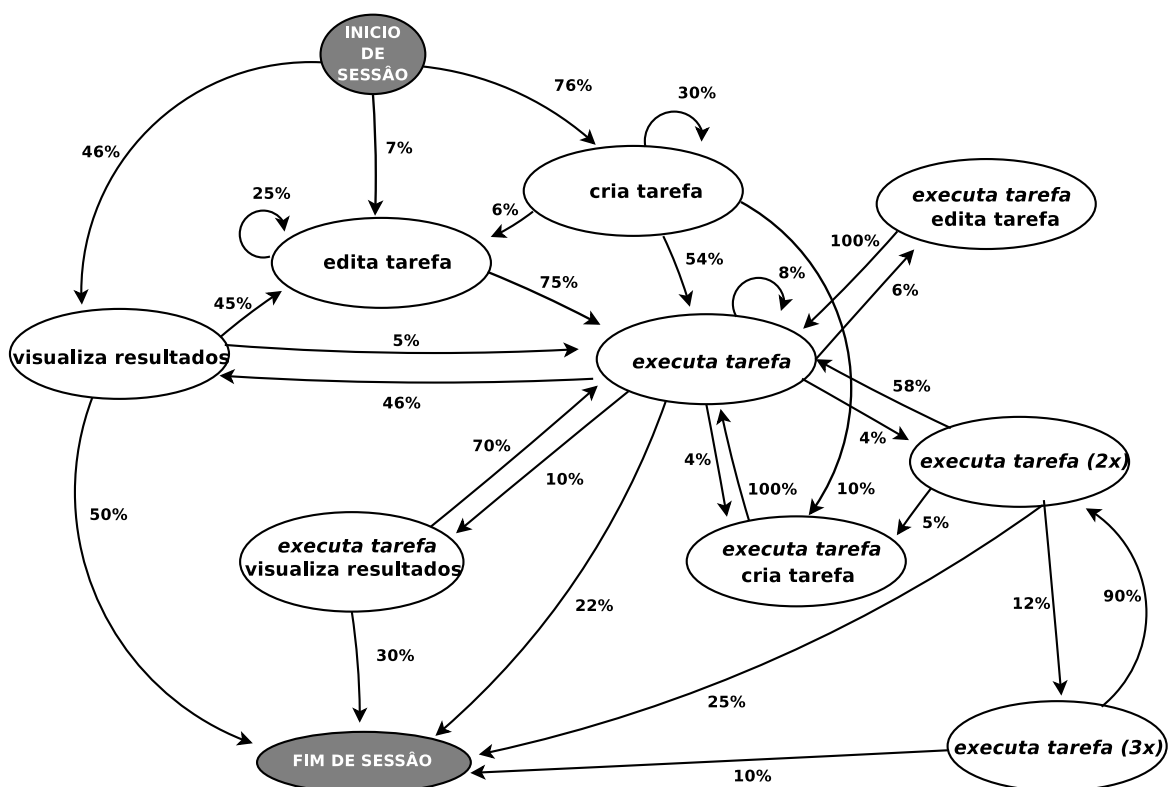 INICIO
DE
SESSÂO
76%
30%
46%
7%
cria tarefa
executa tarefa
edita tarefa
25%
6%
100%
edita tarefa
54%
75%
8%
6%
45%
5%
visualiza resultados
executa tarefa
58%
46%
4%
70%
executa tarefa (2x)
4%
10%
100%
10%
50%
5%
executa tarefa
visualiza resultados
executa tarefa
cria tarefa
22%
12%
90%
30%
25%
FIM DE SESSÂO
executa tarefa (3x)
10%